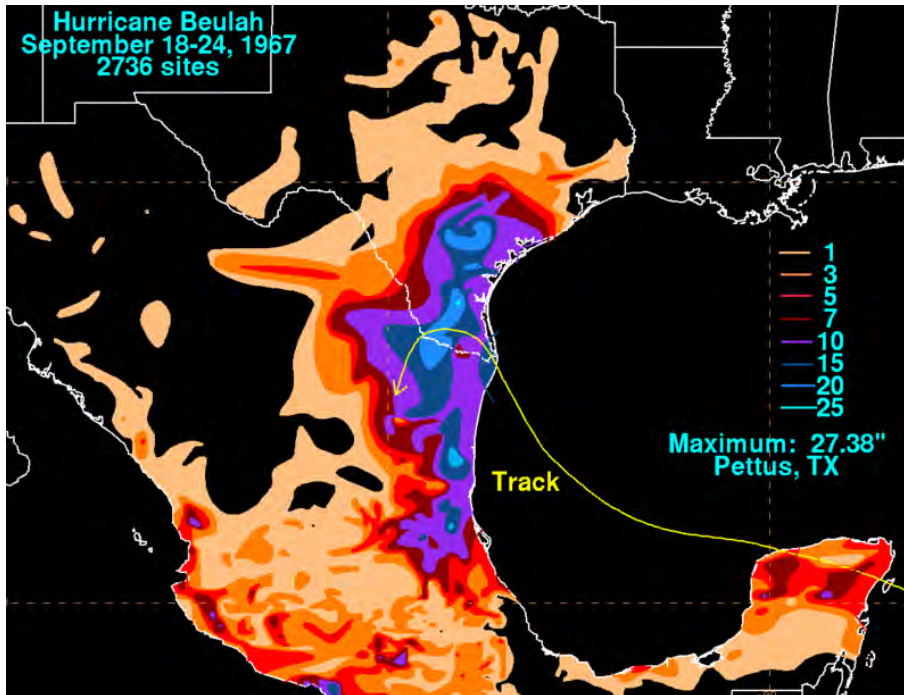 Hurricane Beulah
September 18-24, 1967
2736 sites
1
3
5
7
10
15
20
25
Maximum: 27.38"
Pettus, TX
Track